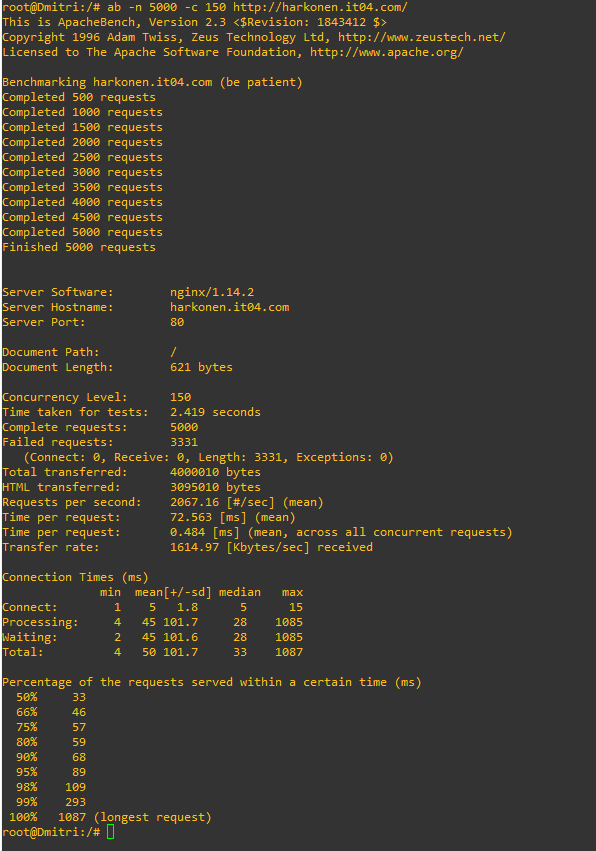 root@Dmitri:/# ab -n 5000 -c 150 http://harkonen.it04.com/
This is ApacheBench, Version 2.3 <$Revision: 1843412 $>
Copyright 1996 Adam Twiss, Zeus Technology Ltd, http://www.zeustech.net/
Licensed to The Apache Software Foundation, http://www.apache.org/

Benchmarking harkonen.it04.com (be patient)
Completed 500 requests
Completed 1000 requests
Completed 1500 requests
Completed 2000 requests
Completed 2500 requests
Completed 3000 requests
Completed 3500 requests
Completed 4000 requests
Completed 4500 requests
Completed 5000 requests
Finished 5000 requests


Server Software:        nginx/1.14.2
Server Hostname:        harkonen.it04.com
Server Port:            80

Document Path:          /
Document Length:        621 bytes

Concurrency Level:      150
Time taken for tests:   2.419 seconds
Complete requests:      5000
Failed requests:        3331
   (Connect: 0, Receive: 0, Length: 3331, Exceptions: 0)
Total transferred:      4000010 bytes
HTML transferred:       3095010 bytes
Requests per second:    2067.16 [#/sec] (mean)
Time per request:       72.563 [ms] (mean)
Time per request:       0.484 [ms] (mean, across all concurrent requests)
Transfer rate:          1614.97 [Kbytes/sec] received

Connection Times (ms)
              min  mean[+/-sd] median   max
Connect:        1    5   1.8      5      15
Processing:     4   45 101.7     28    1085
Waiting:        2   45 101.6     28    1085
Total:          4   50 101.7     33    1087

Percentage of the requests served within a certain time (ms)
  50%     33
  66%     46
  75%     57
  80%     59
  90%     68
  95%     89
  98%    109
  99%    293
 100%   1087 (longest request)
root@Dmitri:/#